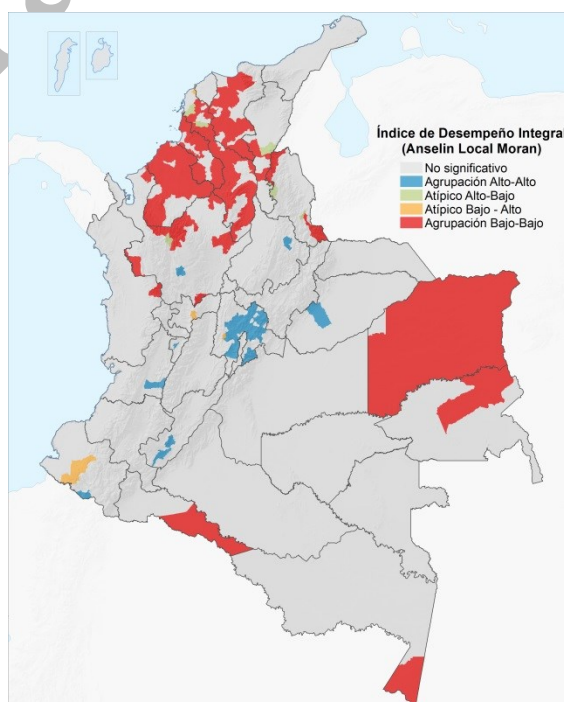 Índice de Desempeño Integral
(Anselin Local Moran)
No significativo
Agrupación Alto-Alto
Atípico Alto-Bajo
Atípico Bajo - Alto
Agrupación Bajo-Bajo